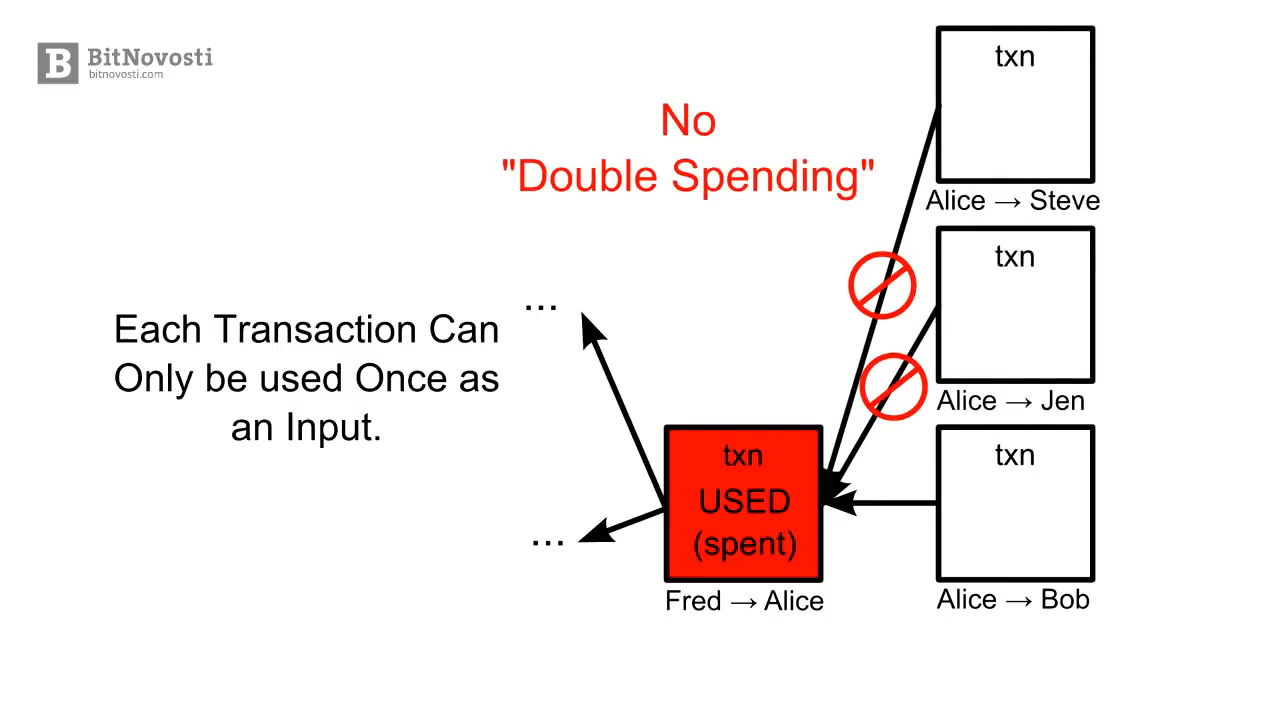 B BitNovosti
bitnovosti.com
No
"Double Spending"
Each Transaction Can
Only be used Once as
an Input.
...
...
txn
USED
(spent)
Fred → Alice
txn
Alice → Steve
txn
Alice → Jen
txn
Alice → Bob